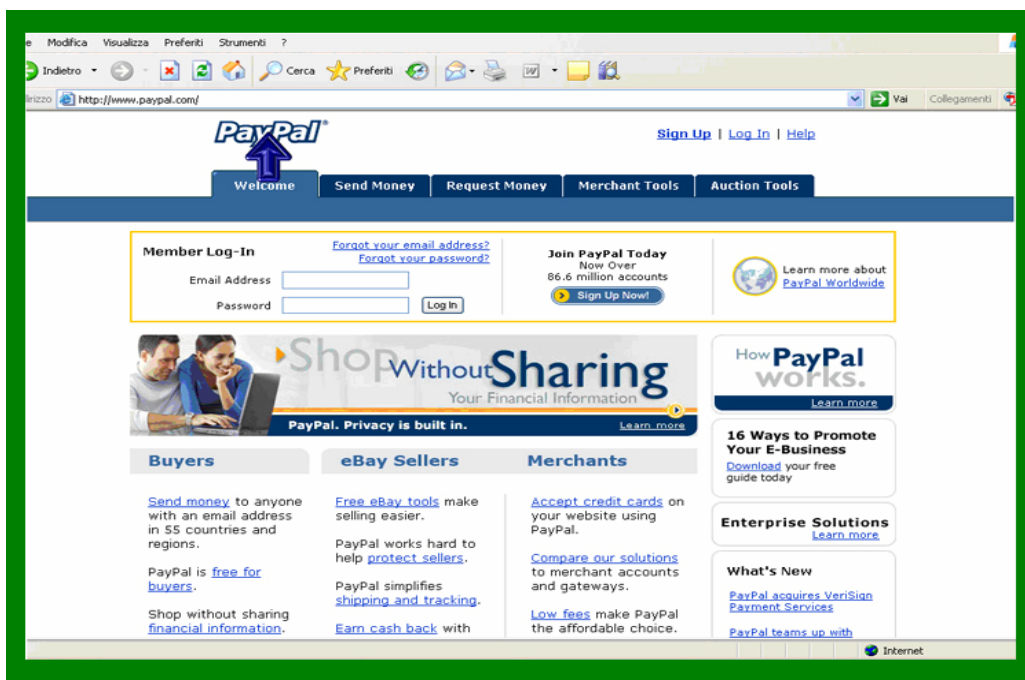 Modifica Visualizza Preferiti Strumenti ?
Indietro Cerca Preferiti
http://www.paypal.com/ Vai Collegamenti
PayPal®
Sign Up | Log In | Help
Welcome Send Money Request Money Merchant Tools Auction Tools
Member Log-In
Forgot your email address?
Forgot your password?
Email Address
Password
Log In
Join PayPal Today
Now Over
86.6 million accounts
Sign Up Now!
Learn more about
PayPal Worldwide
Shop Without Sharing
Your Financial Information
PayPal. Privacy is built in. Learn more
How PayPal
works.
Learn more
16 Ways to Promote
Your E-Business
Download your free
guide today
Enterprise Solutions
Learn more
What's New
PayPal acquires VeriSign
Payment Services
PayPal teams up with
Buyers
Send money to anyone
with an email address
in 55 countries and
regions.
PayPal is free for
buyers.
Shop without sharing
financial information.
eBay Sellers
Free eBay tools make
selling easier.
PayPal works hard to
help protect sellers.
PayPal simplifies
shipping and tracking.
Earn cash back with
Merchants
Accept credit cards on
your website using
PayPal.
Compare our solutions
to merchant accounts
and gateways.
Low fees make PayPal
the affordable choice.
Internet